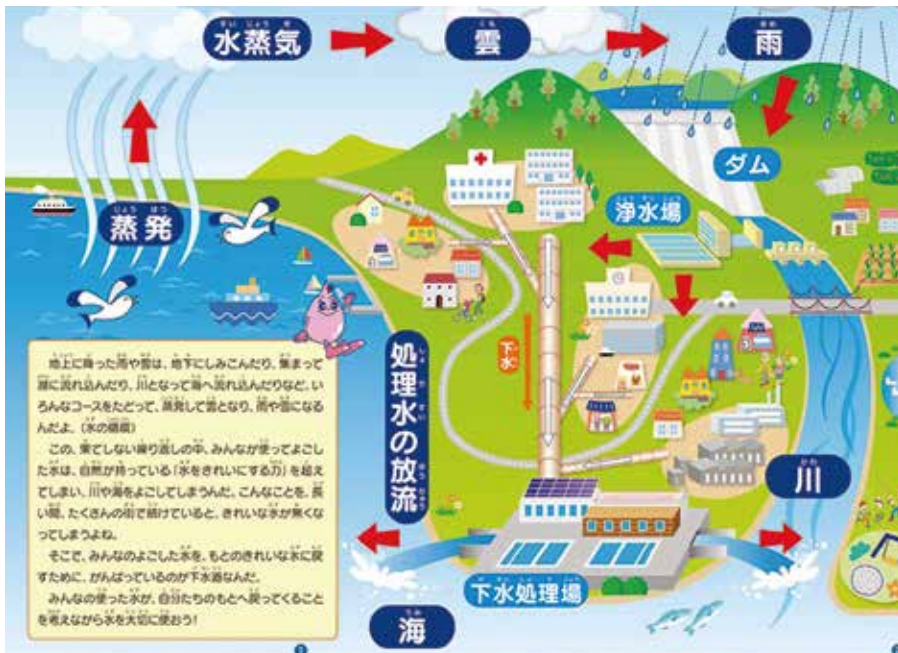 水蒸気
雲
雨
ダム
浄水場
蒸発
下水
処理水の放流
川
下水処理場
海
地上に降った雨や雪は、地下にしみこんだり、集まって
湖に流れ込んだり、川となって海へ流れ込んだりなど、い
ろんなコースをたどって、蒸発して雲となり、雨や雪になる
んだよ。(水の循環)
この、果てしない繰り返しの中、みんなが使ってよごし
た水は、自然が持っている「水をきれいにする力」を超え
てしまい、川や海をよごしてしまうんだ。こんなことを、長
い間、たくさんの街で続けていると、きれいな水が無くな
ってしまうよね。
そこで、みんなのよごした水を、もとのきれいな水に戻
すために、がんばっているのが下水道なんだ。
みんなの使った水が、自分たちのもとへ戻ってくること
を考えながら水を大切に使おう!